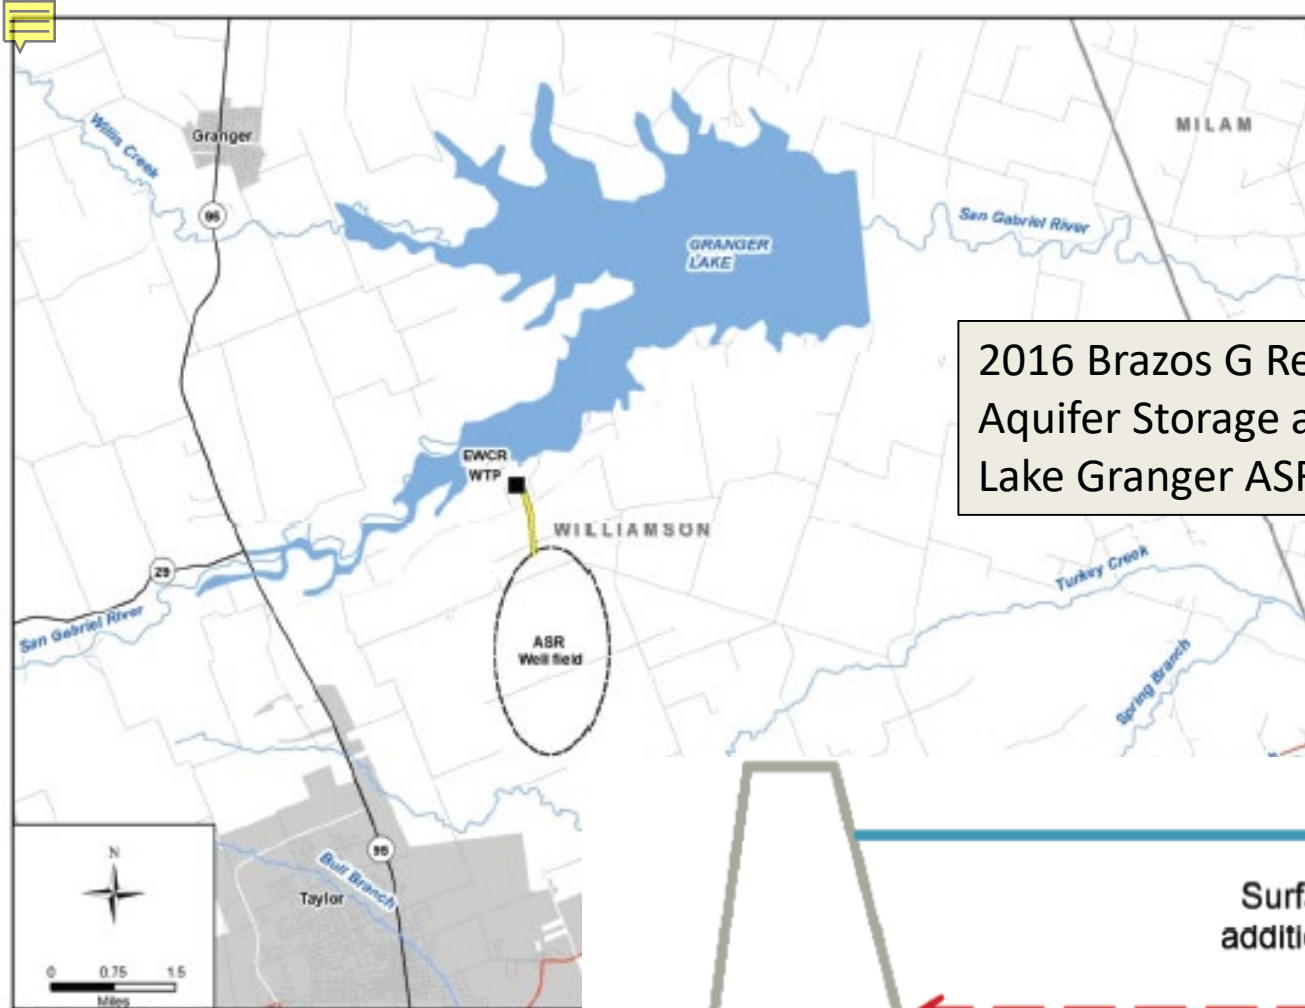 Willis Creek
Granger
95
GRANGER
LAKE
San Gabriel River
MILAM
2016 Brazos G Re
Aquifer Storage a
Lake Granger ASR
EWCR
WTP
WILLIAMSON
29
San Gabriel River
ASR
Well field
Turkey Creek
Spring Branch
95
Bull Branch
Taylor
N
0 0.75 1.5
Miles
Surfa
additio